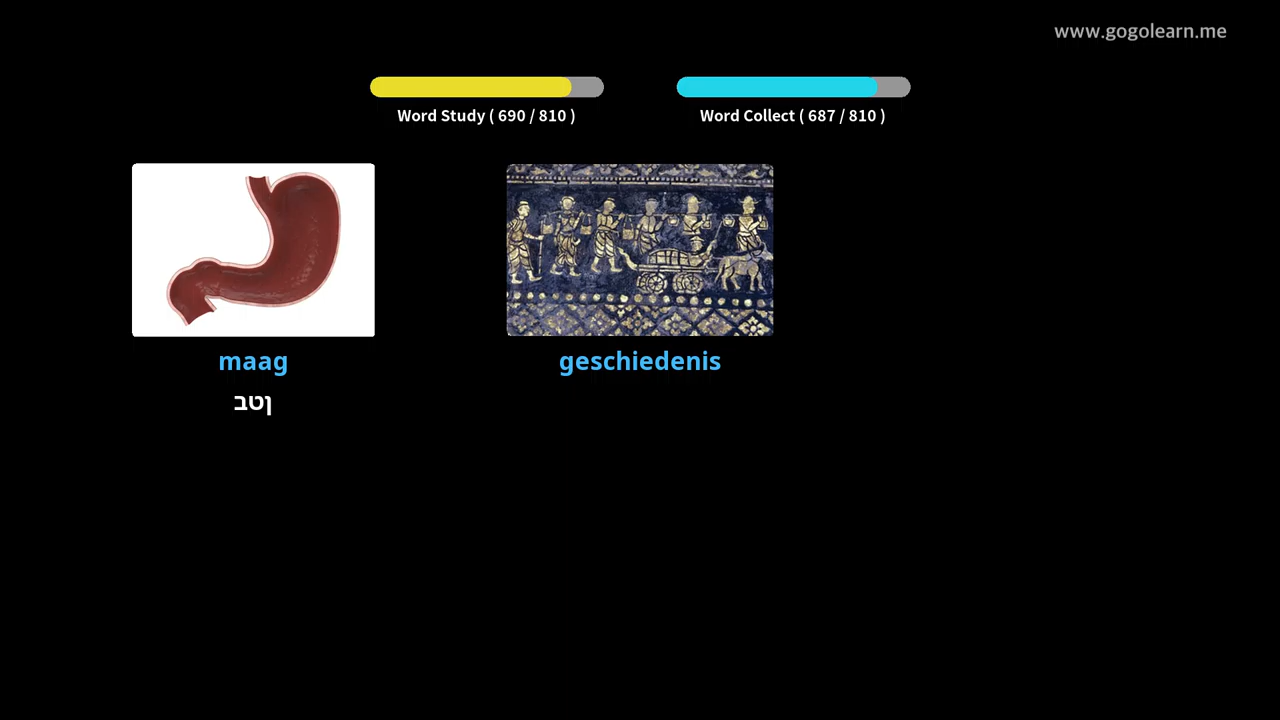 www.gogolearn.me
Word Study ( 690 / 810 )
Word Collect ( 687 / 810 )
maag
geschiedenis
בטן